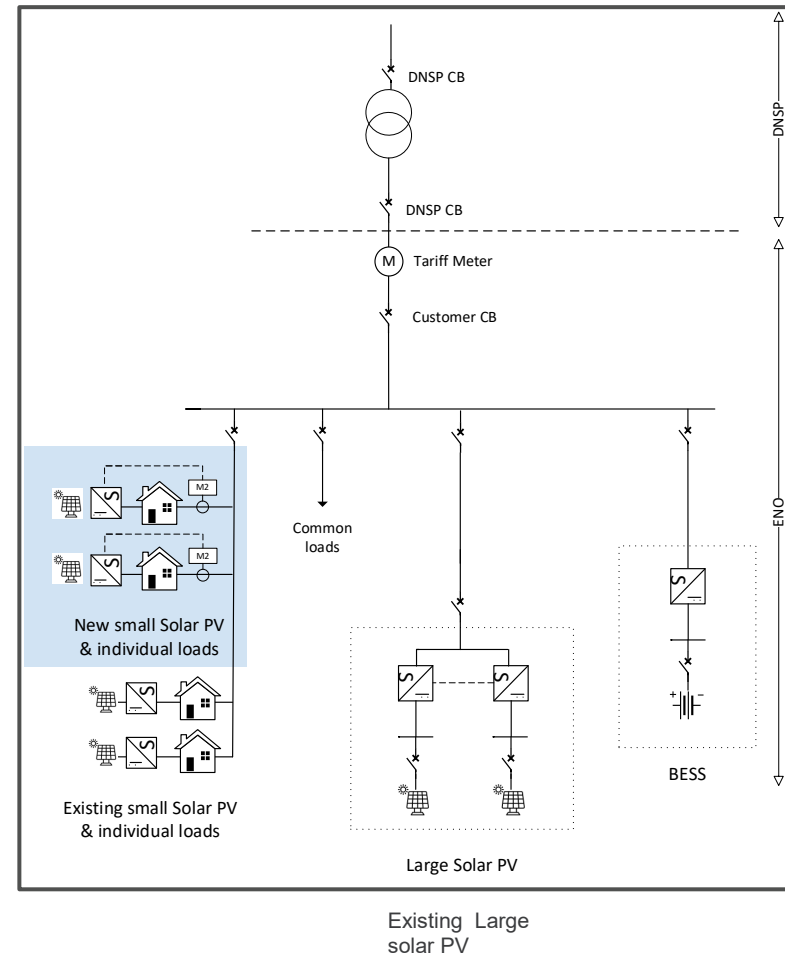 DNSP CB
DNSP
DNSP CB
M
Tariff Meter
Customer CB
ENO
M2
M2
New small Solar PV
& individual loads
Common
loads
Existing small Solar PV
& individual loads
Large Solar PV
BESS
+ -
Existing Large
solar PV